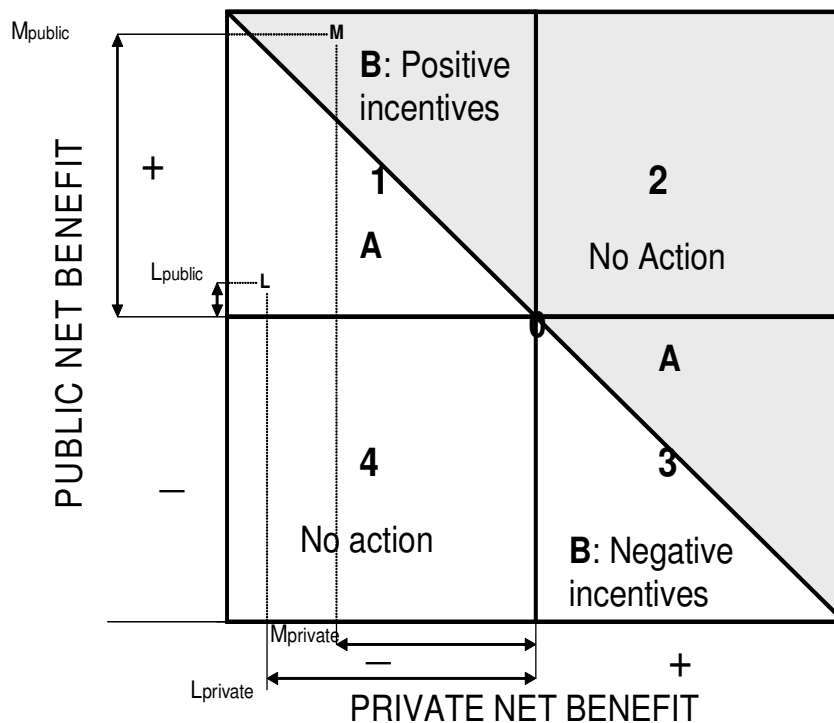 Mpublic
M
B: Positive
incentives
+
1
2
A
No Action
Lpublic
L
0
A
PUBLIC NET BENEFIT
4
3
–
No action
B: Negative
incentives
Mprivate
–
+
Lprivate
PRIVATE NET BENEFIT